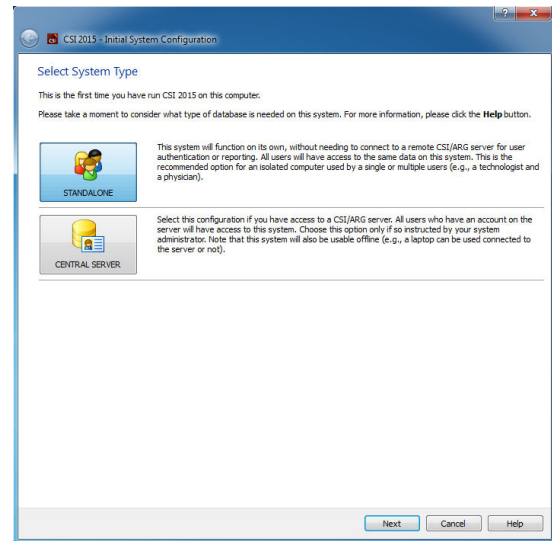 CSI 2015 - Initial System Configuration
Select System Type
This is the first time you have run CSI 2015 on this computer.
Please take a moment to consider what type of database is needed on this system. For more information, please click the Help button.
This system will function on its own, without needing to connect to a remote CSI/ARG server for user
authentication or reporting. All users will have access to the same data on this system. This is the
recommended option for an isolated computer used by a single or multiple users (e.g., a technologist and
a physician).
STANDALONE
Select this configuration if you have access to a CSI/ARG server. All users who have an account on the
server will have access to this system. Choose this option only if so instructed by your system
administrator. Note that this system will also be usable offline (e.g., a laptop can be used connected to
the server or not).
CENTRAL SERVER
Next Cancel Help